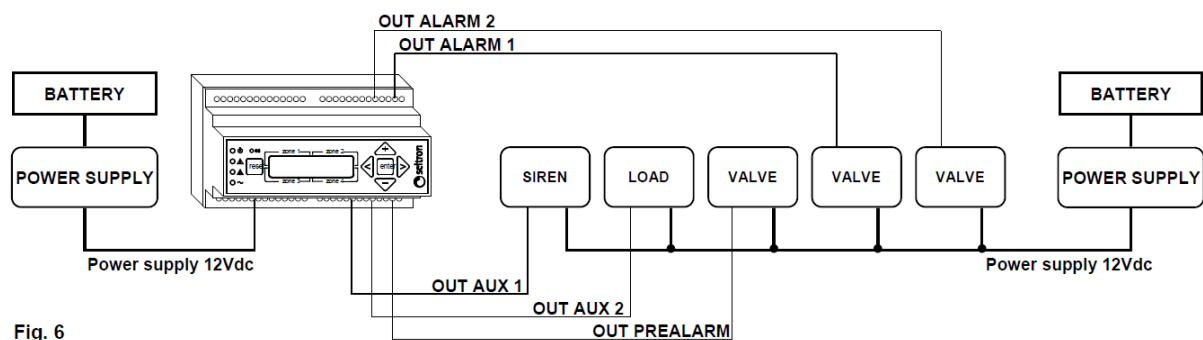 OUT ALARM 2
OUT ALARM 1
BATTERY
BATTERY
zone 1
zone 2
reset
enter
zone 3
zone 4
seltron
POWER SUPPLY
SIREN
LOAD
VALVE
VALVE
VALVE
POWER SUPPLY
Power supply 12Vdc
Power supply 12Vdc
OUT AUX 1
OUT AUX 2
OUT PREALARM
Fig. 6